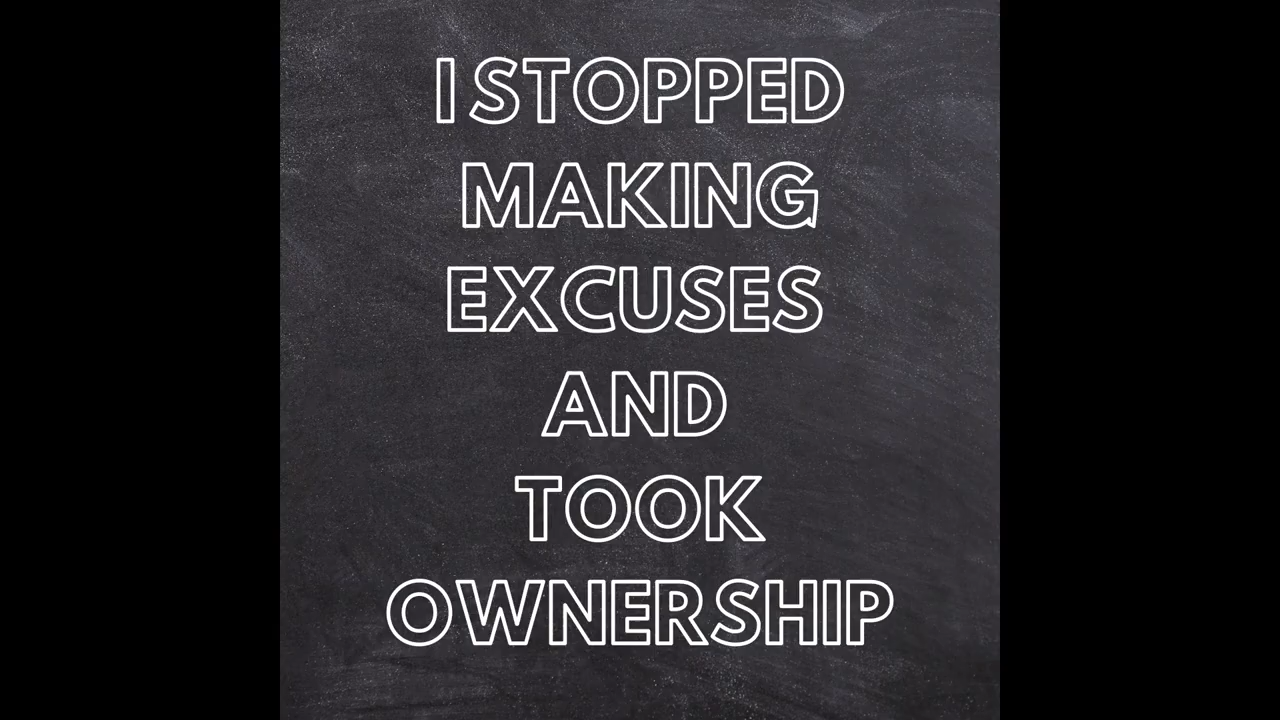 I STOPPED
MAKING
EXCUSES
AND
TOOK
OWNERSHIP